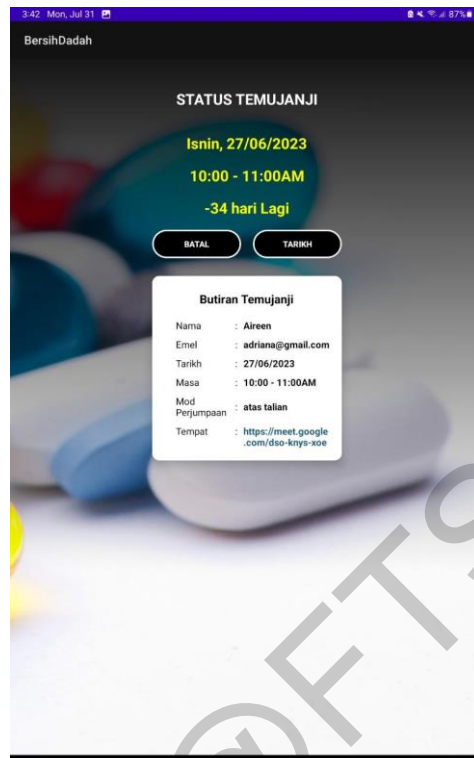 3:42 Mon, Jul 31 87%
BersihDadah
STATUS TEMUJANJI
Isnin, 27/06/2023
10:00 - 11:00AM
-34 hari Lagi
BATAL TARIKH
Butiran Temujanji
Nama : Aireen
Emel : adriana@gmail.com
Tarikh : 27/06/2023
Masa : 10:00 - 11:00AM
Mod
Perjumpaan : atas talian
Tempat : https://meet.google
.com/dso-knys-xoe
@FTS